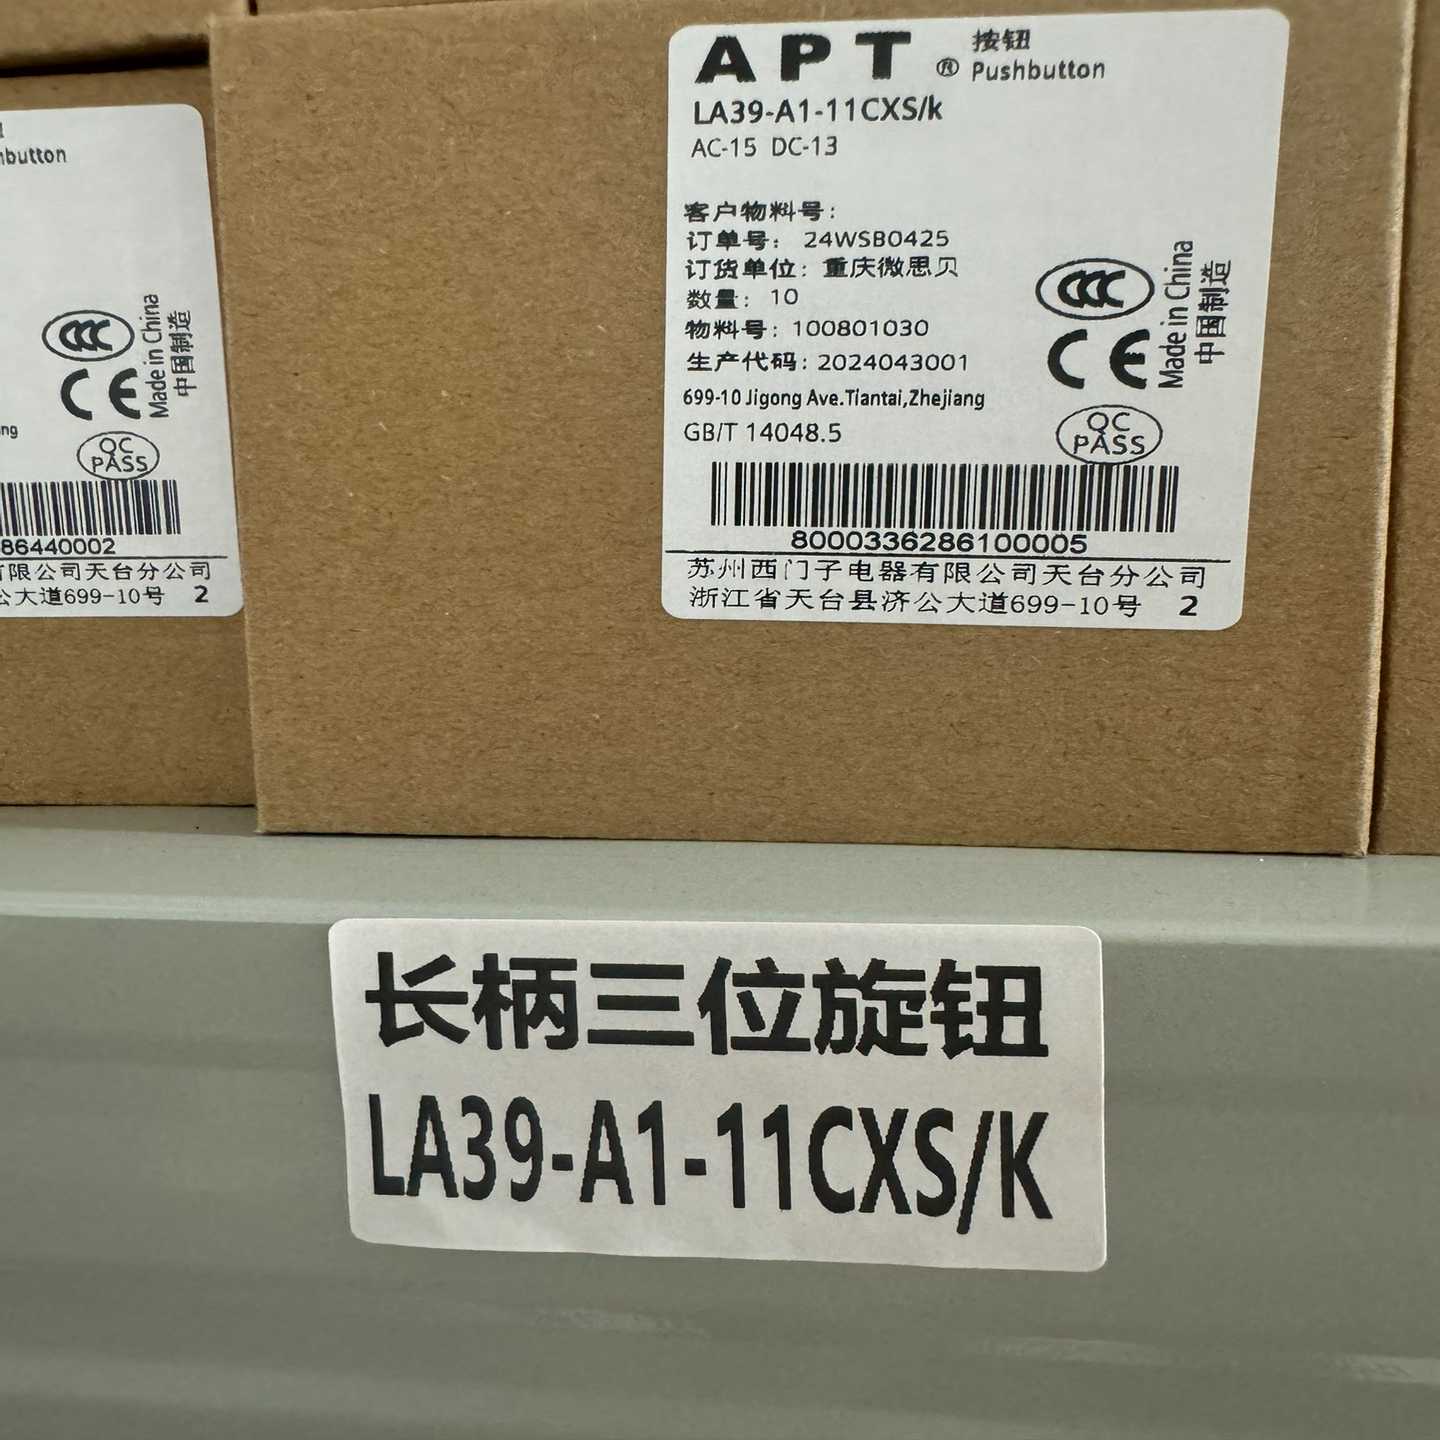 button
Made in China
中国制造
QC
PASS
86440002
限公司天台分公司
公大道699-10号 2
APT ® 按钮
Pushbutton
LA39-A1-11CXS/k
AC-15 DC-13
客户物料号:
订单号: 24WSB0425
订货单位: 重庆微思贝
数量: 10
物料号: 100801030
生产代码: 2024043001
699-10 Jigong Ave.Tiantai,Zhejiang
GB/T 14048.5
CCC
CE
Made in China
中国制造
QC
PASS
8000336286100005
苏州西门子电器有限公司天台分公司
浙江省天台县济公大道699-10号 2
长柄三位旋钮
LA39-A1-11CXS/K